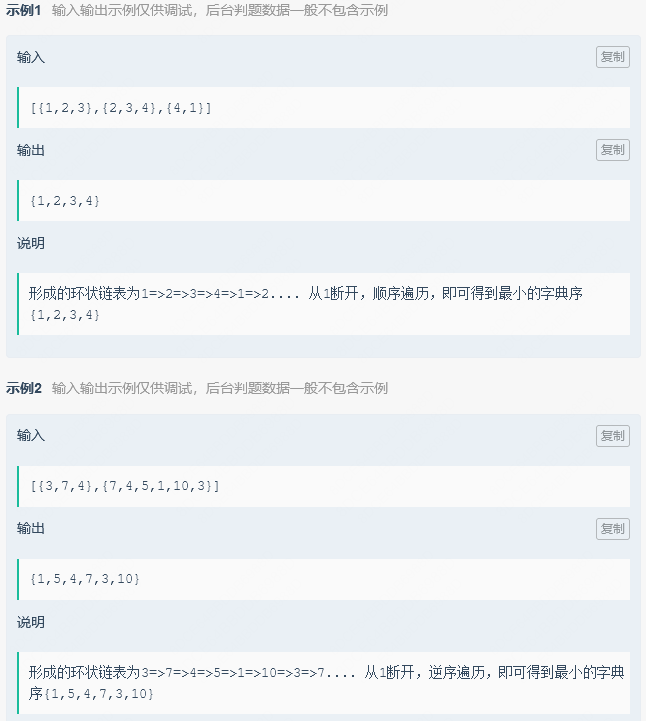 示例1 输入输出示例仅供调试，后台判题数据一般不包含示例
输入
复制
[{1,2,3},{2,3,4},{4,1}]
输出
复制
{1,2,3,4}
说明
形成的环状链表为1=>2=>3=>4=>1=>2.... 从1断开，顺序遍历，即可得到最小的字典序
{1,2,3,4}
示例2 输入输出示例仅供调试，后台判题数据一般不包含示例
输入
复制
[{3,7,4},{7,4,5,1,10,3}]
输出
复制
{1,5,4,7,3,10}
说明
形成的环状链表为3=>7=>4=>5=>1=>10=>3=>7.... 从1断开，逆序遍历，即可得到最小的字典
序{1,5,4,7,3,10}